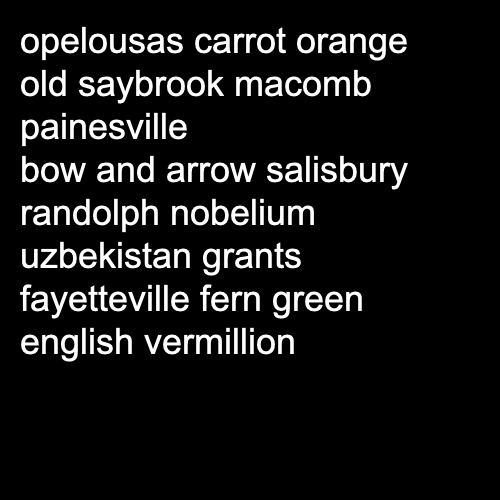 opelousas carrot orange
old saybrook macomb
painesville
bow and arrow salisbury
randolph nobelium
uzbekistan grants
fayetteville fern green
english vermillion